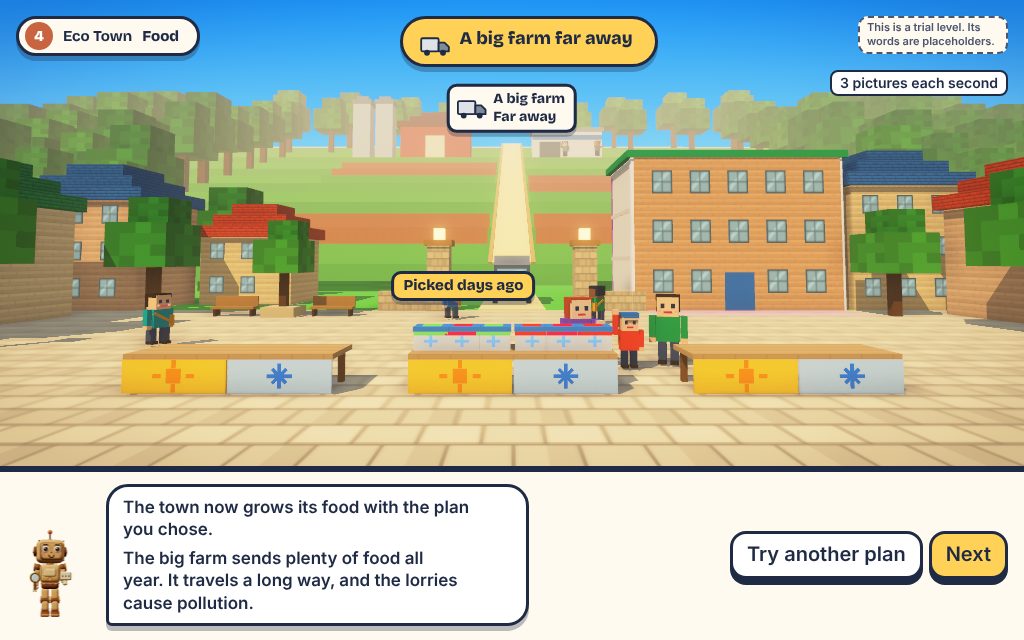 4 Eco Town Food
A big farm far away
This is a trial level. Its
words are placeholders.
3 pictures each second
A big farm
Far away
Picked days ago
The town now grows its food with the plan
you chose.
The big farm sends plenty of food all
year. It travels a long way, and the lorries
cause pollution.
Try another plan
Next